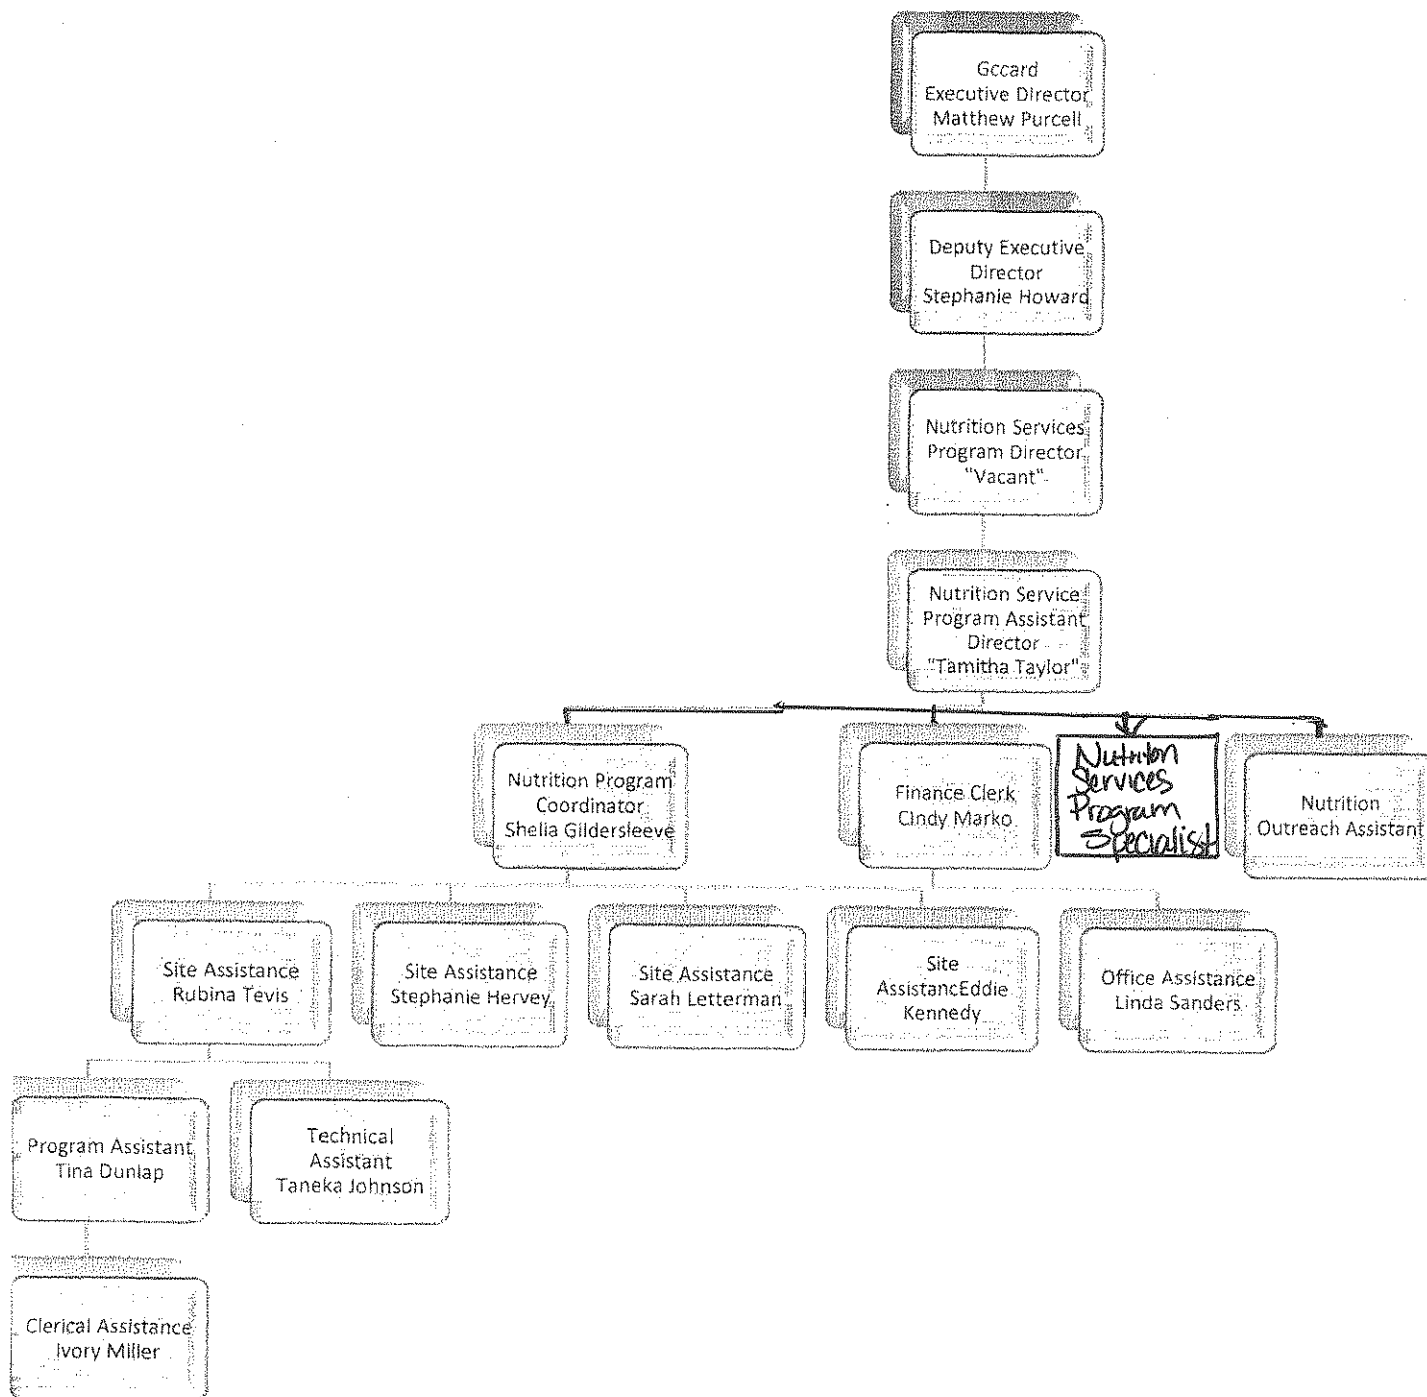 Gccard
Executive Director
Matthew Purcell
Deputy Executive
Director
Stephanie Howard
Nutrition Services
Program Director
"Vacant"
Nutrition Service
Program Assistant
Director
"Tamitha Taylor"
Nutrition Program
Coordinator
Shelia Gildersleeve
Finance Clerk
Cindy Marko
Nutrition
Services
Program
Specialist
Nutrition
Outreach Assistant
Site Assistance
Rubina Tevis
Site Assistance
Stephanie Hervey
Site Assistance
Sarah Letterman
Site
AssistancEddie
Kennedy
Office Assistance
Linda Sanders
Program Assistant
Tina Dunlap
Technical
Assistant
Taneka Johnson
Clerical Assistance
Ivory Miller